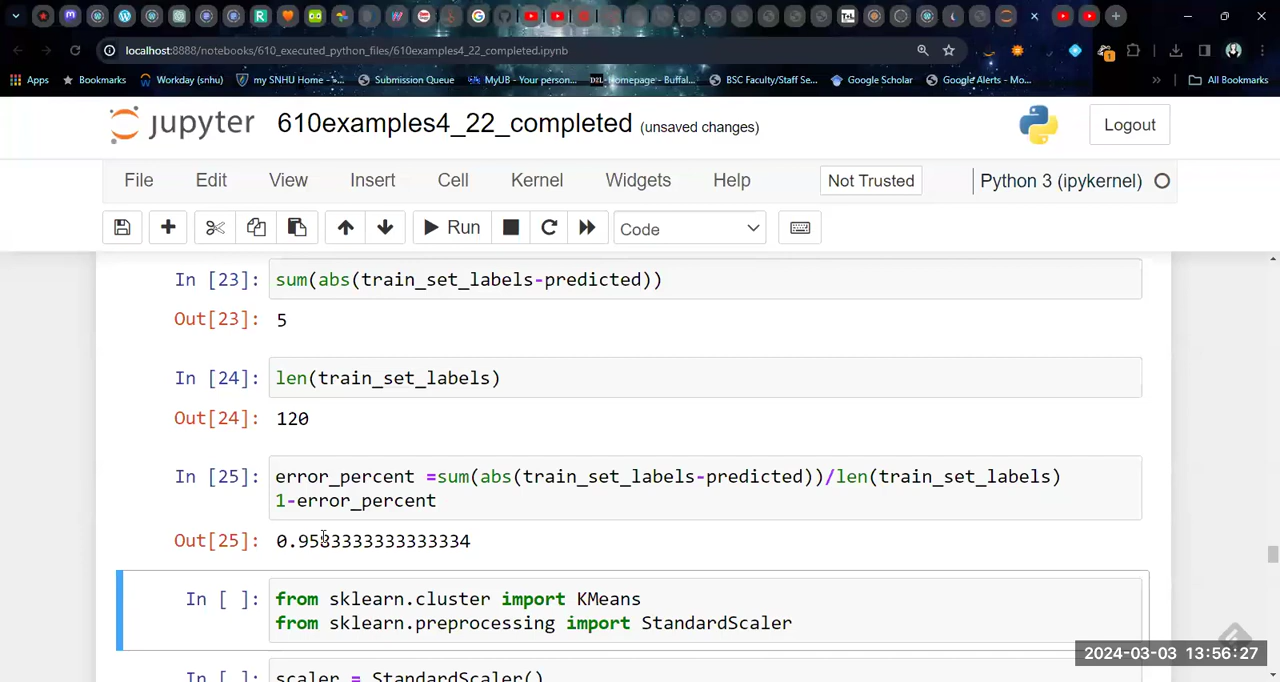 localhost:8888/notebooks/610_executed_python_files/610examples4_22_completed.ipynb
Apps
Bookmarks
Workday (snhu)
my SNHU Home -...
Submission Queue
MyUB - Your person...
D2L Homepage - Buffal...
BSC Faculty/Staff Se...
Google Scholar
Google Alerts - Mo...
»
All Bookmarks
jupyter
610examples4_22_completed (unsaved changes)
Logout
File
Edit
View
Insert
Cell
Kernel
Widgets
Help
Not Trusted
Python 3 (ipykernel)
Run
Code
In [23]: sum(abs(train_set_labels-predicted))
Out[23]: 5
In [24]: len(train_set_labels)
Out[24]: 120
In [25]: error_percent =sum(abs(train_set_labels-predicted))/len(train_set_labels)
1-error_percent
Out[25]: 0.9583333333333334
In [ ]: from sklearn.cluster import KMeans
from sklearn.preprocessing import StandardScaler
2024-03-03 13:56:27
In [ ]: scaler = StandardScaler()